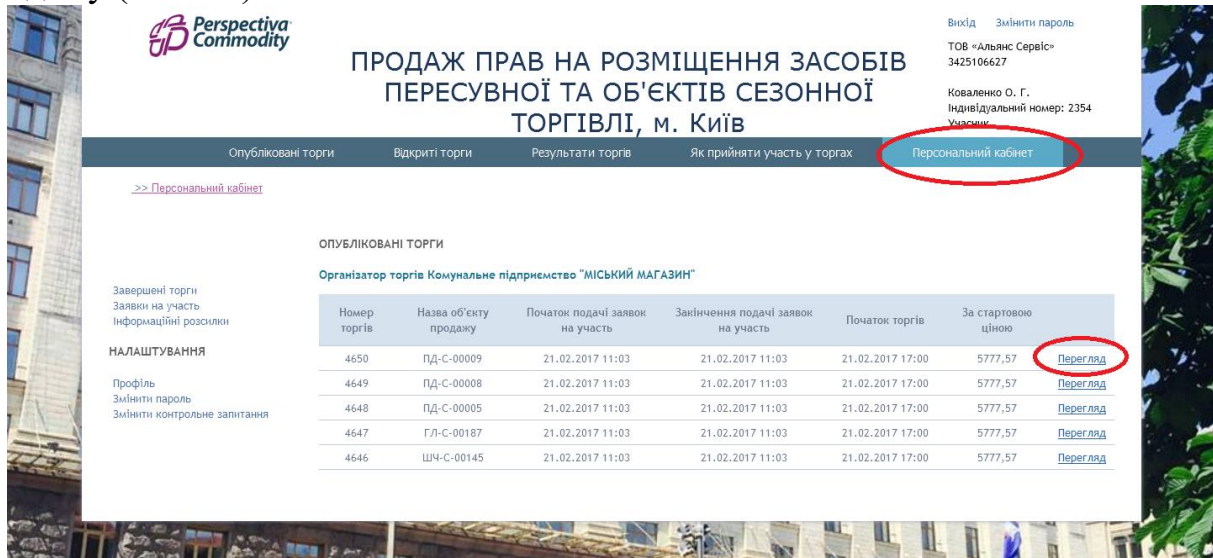 Perspectiva
Commodity
ПРОДАЖ ПРАВ НА РОЗМІЩЕННЯ ЗАСОБІВ
ПЕРЕСУВНОЇ ТА ОБ'ЄКТІВ СЕЗОННОЇ
ТОРГІВЛІ, м. Київ
Вихід Змінити пароль
ТОВ «Альянс Сервіс»
3425106627
Коваленко О. Г.
Індивідуальний номер: 2354
Учасник
Опубліковані торги Відкриті торги Результати торгів Як прийняти участь у торгах Персональний кабінет
>> Персональний кабінет
Завершені торги
Заявки на участь
Інформаційні розсилки
НАЛАШТУВАННЯ
Профіль
Змінити пароль
Змінити контрольне запитання
ОПУБЛІКОВАНІ ТОРГИ
Організатор торгів Комунальне підприємство "МІСЬКИЙ МАГАЗИН"
Номер торгів Назва об'єкту продажу Початок подачі заявок на участь Закінчення подачі заявок на участь Початок торгів За стартовою ціною
4650 ПД-С-00009 21.02.2017 11:03 21.02.2017 11:03 21.02.2017 17:00 5777,57 Перегляд
4649 ПД-С-00008 21.02.2017 11:03 21.02.2017 11:03 21.02.2017 17:00 5777,57 Перегляд
4648 ПД-С-00005 21.02.2017 11:03 21.02.2017 11:03 21.02.2017 17:00 5777,57 Перегляд
4647 ГЛ-С-00187 21.02.2017 11:03 21.02.2017 11:03 21.02.2017 17:00 5777,57 Перегляд
4646 ШЧ-С-00145 21.02.2017 11:03 21.02.2017 11:03 21.02.2017 17:00 5777,57 Перегляд